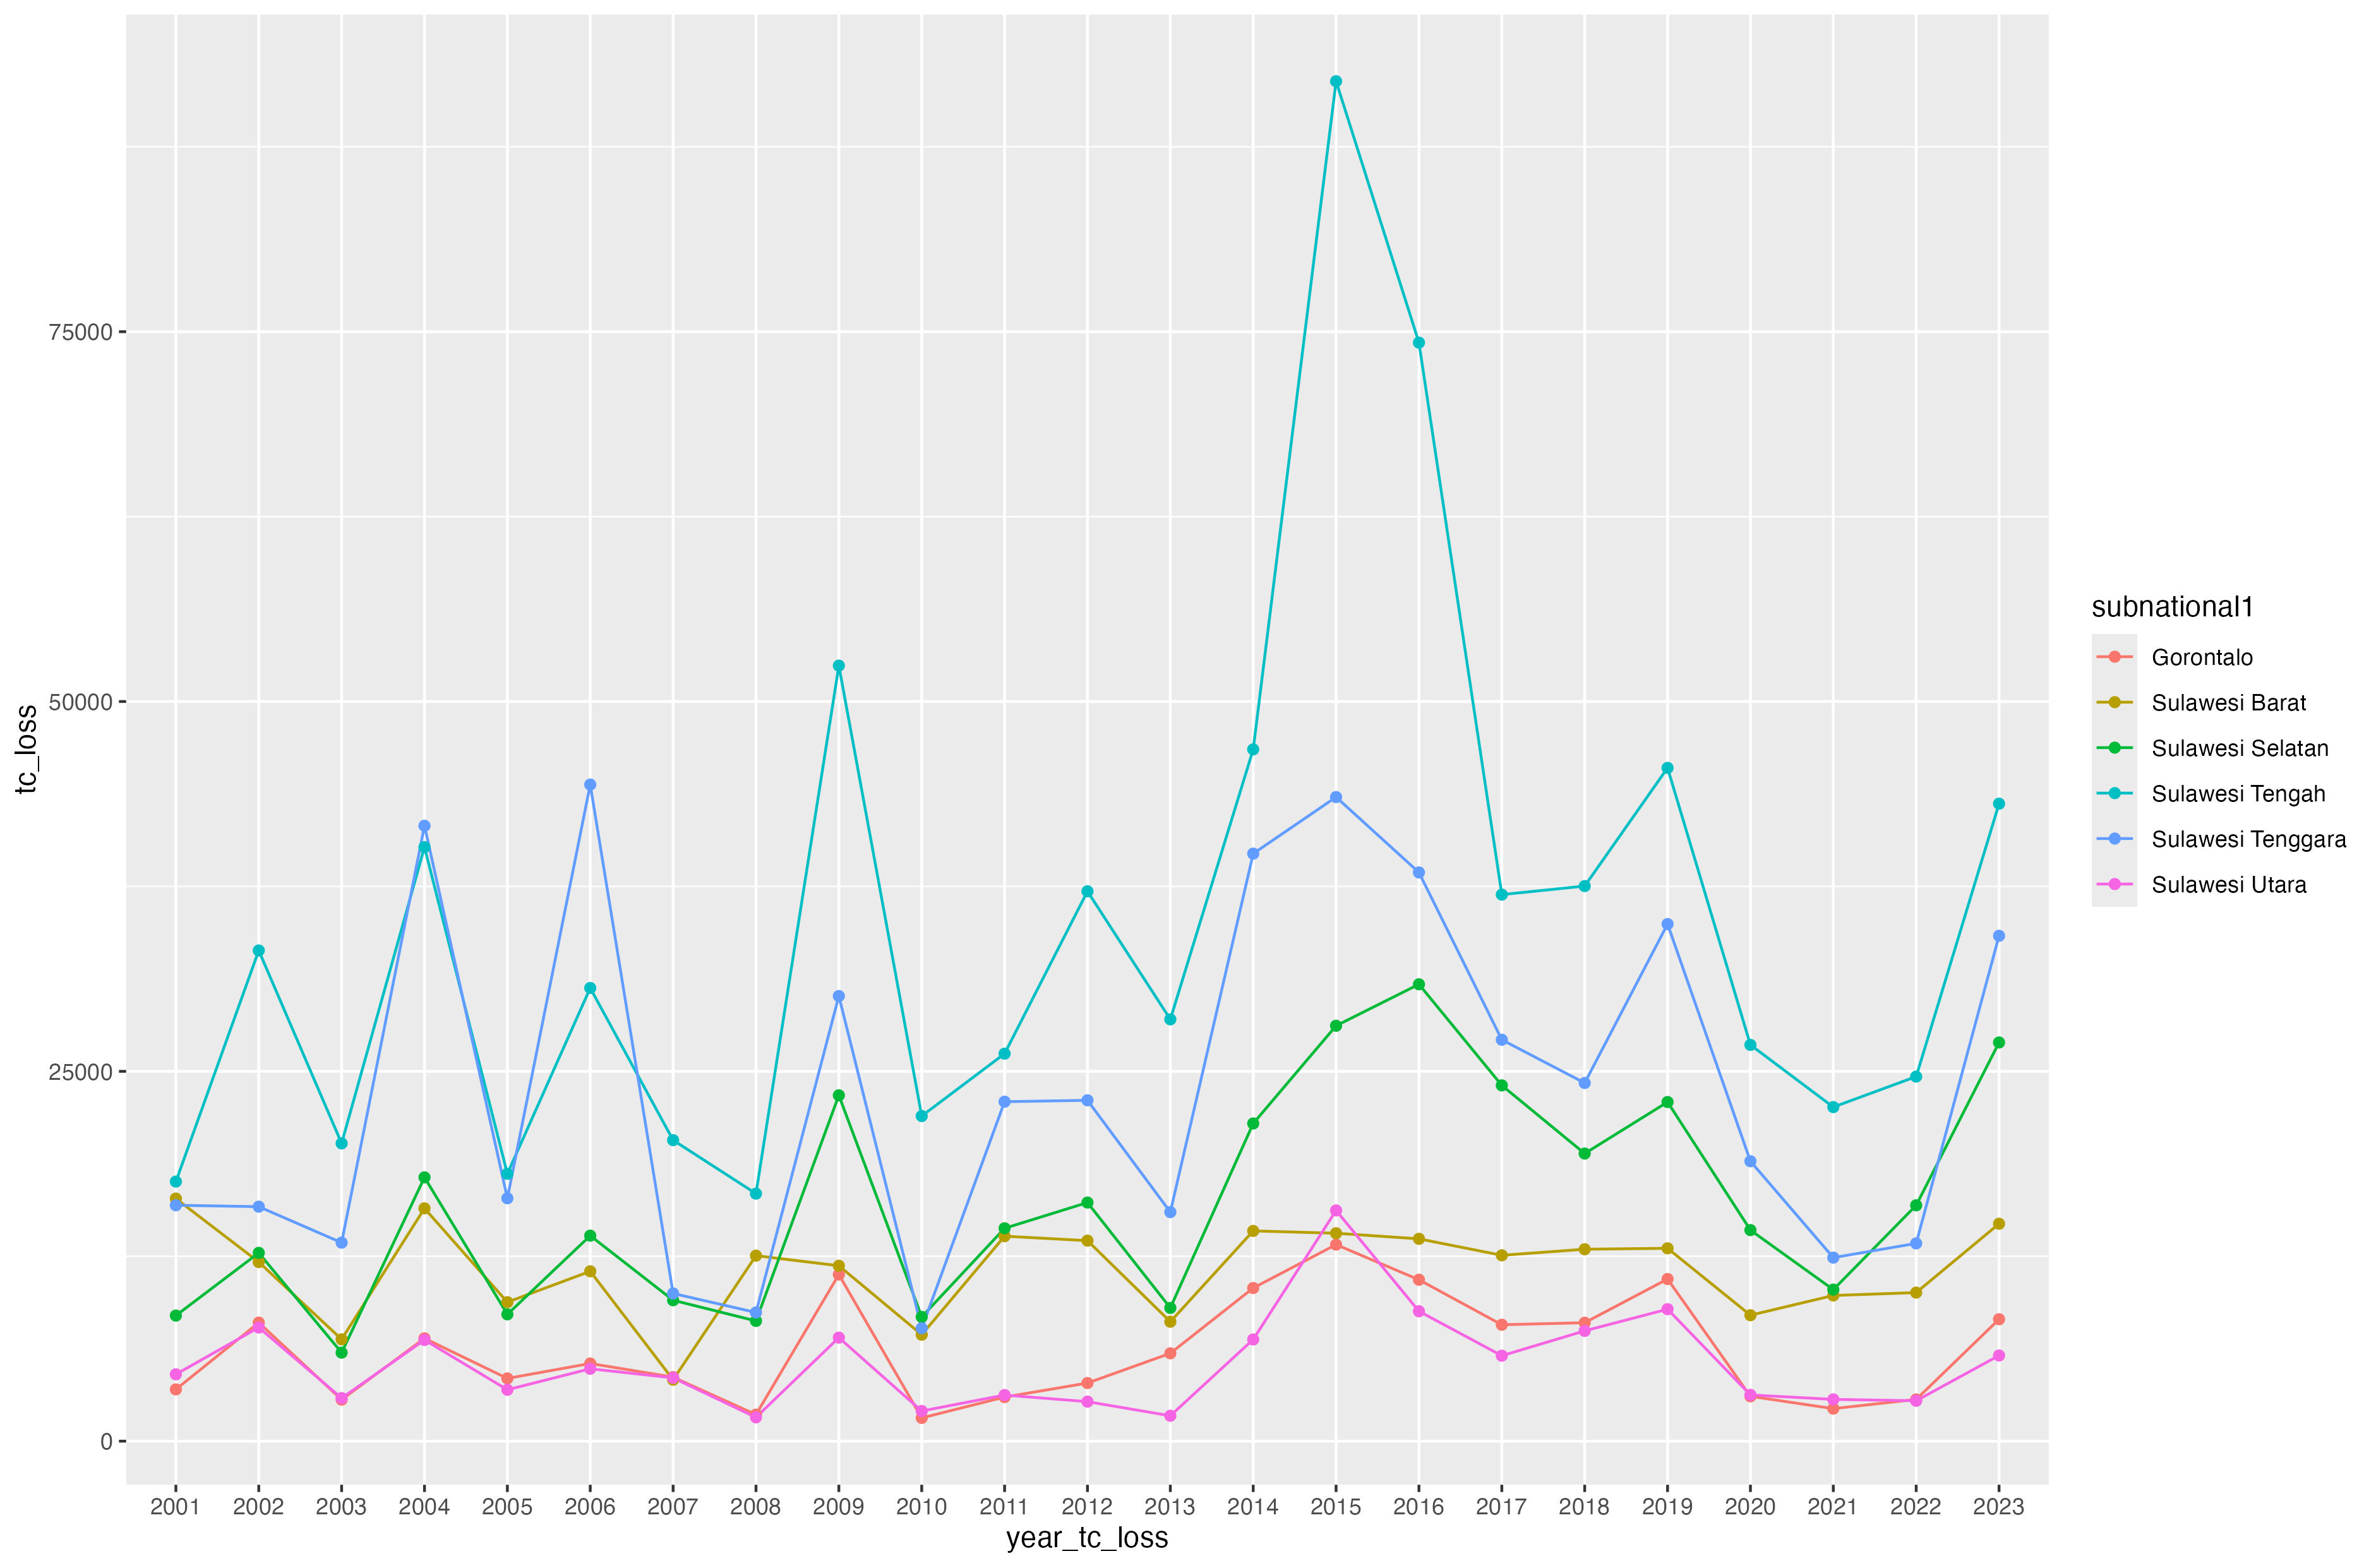 75000
50000
25000
0
tc_loss
2001 2002 2003 2004 2005 2006 2007 2008 2009 2010 2011 2012 2013 2014 2015 2016 2017 2018 2019 2020 2021 2022 2023
year_tc_loss
subnational1
Gorontalo
Sulawesi Barat
Sulawesi Selatan
Sulawesi Tengah
Sulawesi Tenggara
Sulawesi Utara